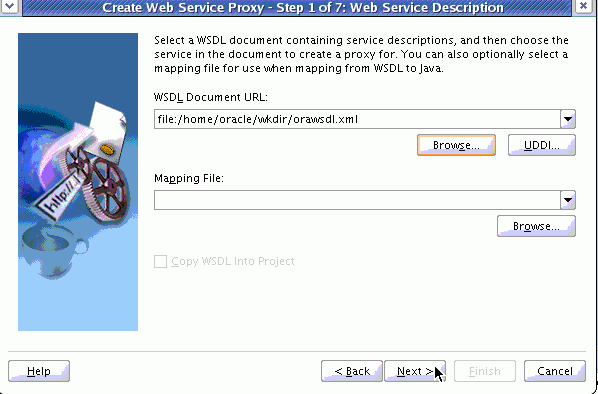 Create Web Service Proxy - Step 1 of 7: Web Service Description
Select a WSDL document containing service descriptions, and then choose the
service in the document to create a proxy for. You can also optionally select a
mapping file for use when mapping from WSDL to Java.
WSDL Document URL:
file:/home/oracle/wkdir/orawsdl.xml
Browse... UDDI...
Mapping File:
Browse...
Copy WSDL Into Project
http://
Help < Back Next > Finish Cancel